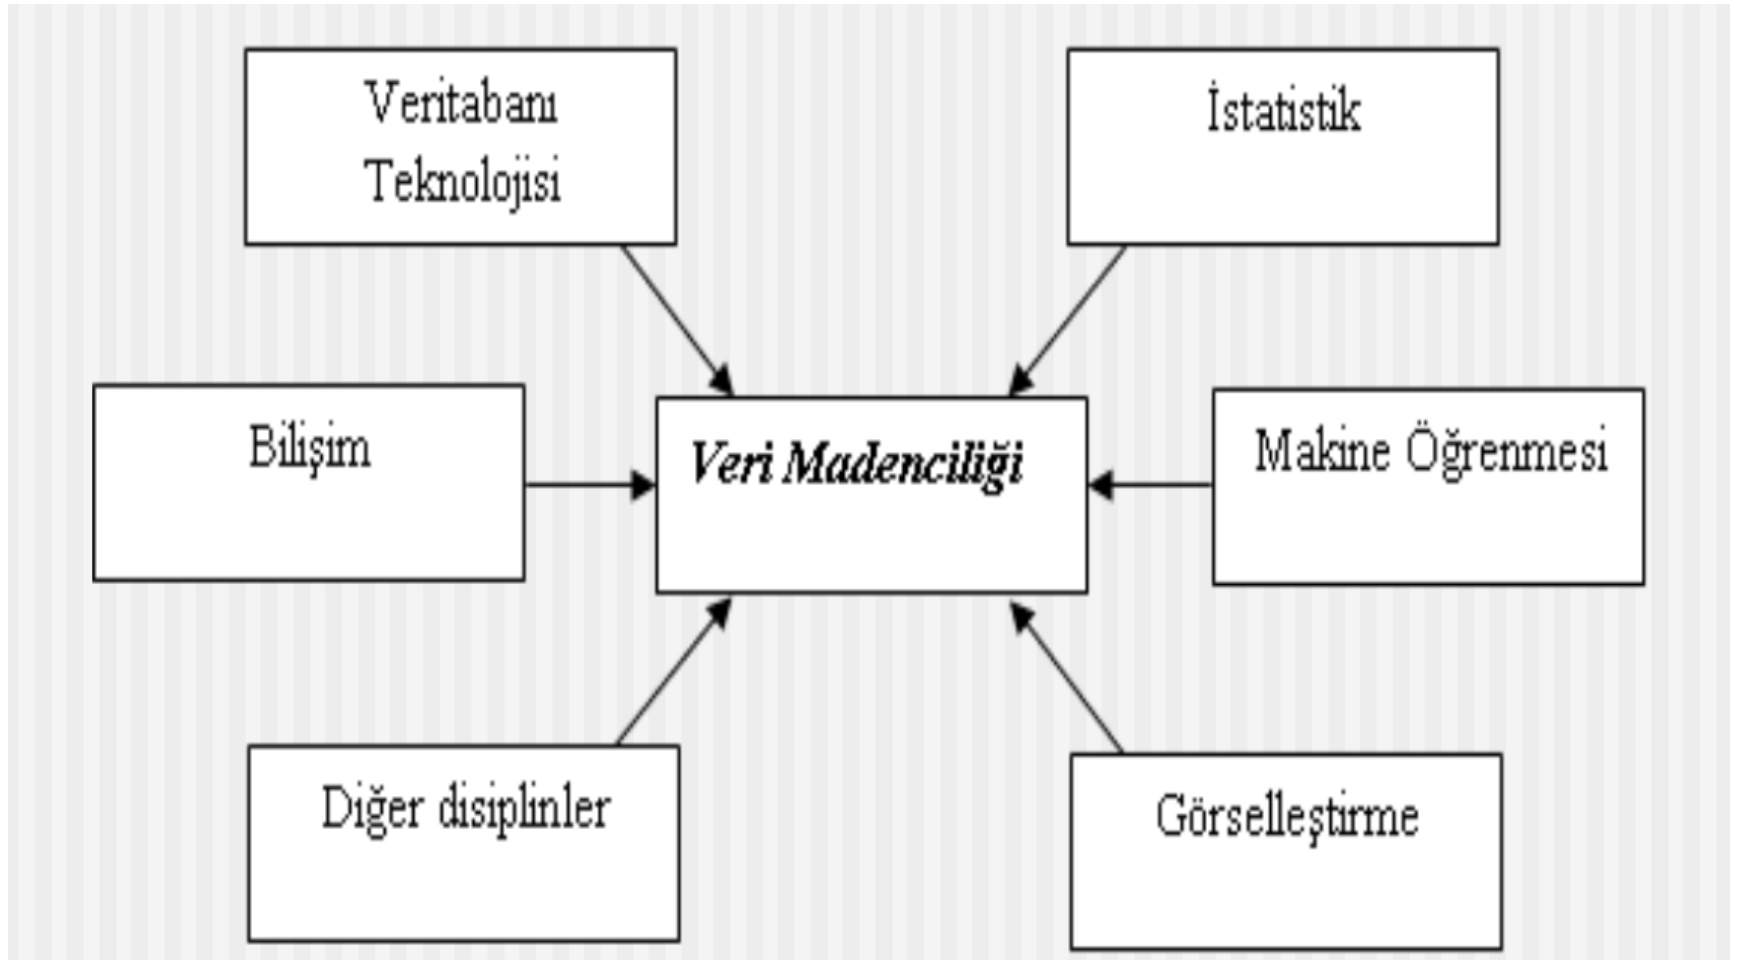 Veritabanı
Teknolojisi
İstatistik
Bilişim
Veri Madenciliği
Makine Öğrenmesi
Diğer disiplinler
Görselleştirme